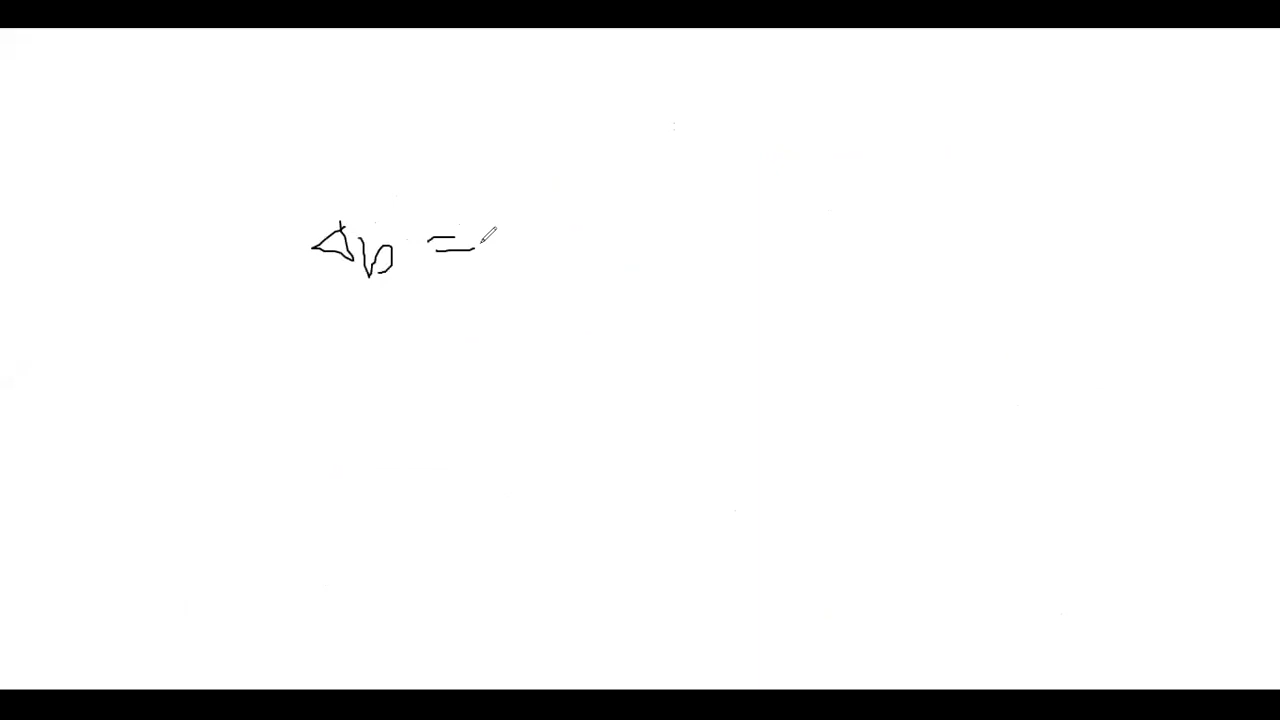 Δp =